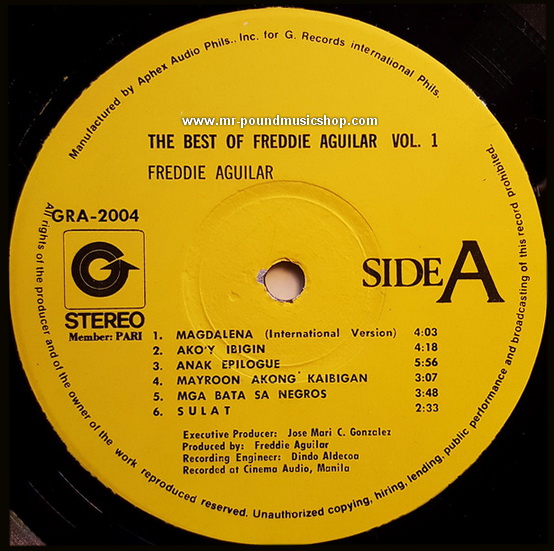 Manufactured by Aphex Audio Phils., Inc. for G. Records international Phils.
www.mr-poundmusicshop.com
THE BEST OF FREDDIE AGUILAR VOL. 1
FREDDIE AGUILAR
GRA-2004
SIDE A
G
STEREO
Member: PARI
1. MAGDALENA (International Version) 4:03
2. AKO'Y IBIGIN 4:18
3. ANAK EPILOGUE 5:56
4. MAYROON AKONG KAIBIGAN 3:07
5. MGA BATA SA NEGROS 3:48
6. SULAT 2:33
Executive Producer: Jose Mari C. Gonzalez
Produced by: Freddie Aguilar
Recording Engineer: Dindo Aldecoa
Recorded at Cinema Audio, Manila
All rights of the producer and of the owner of the work reproduced reserved. Unauthorized copying, hiring, lending, public performance and broadcasting of this record prohibited.